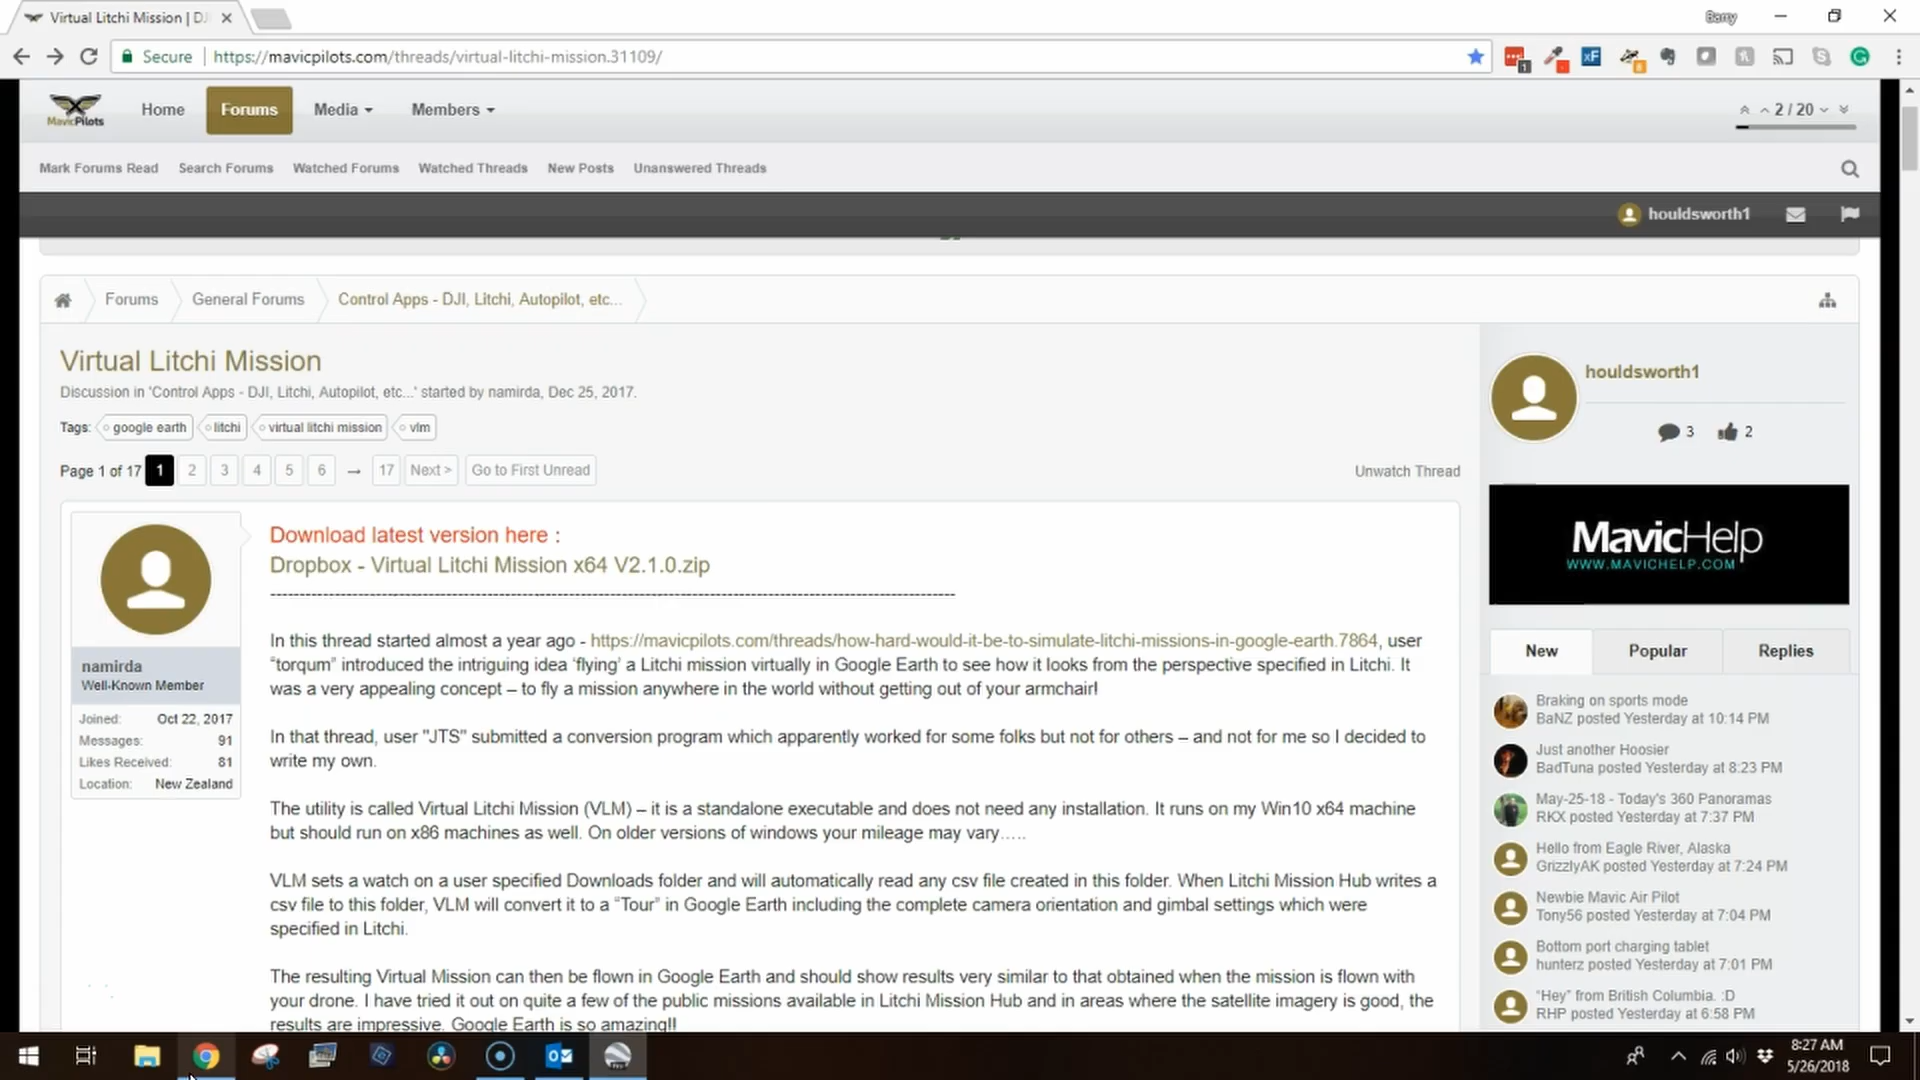 Virtual Litchi Mission | DJ
Barry
Secure
https://mavicpilots.com/threads/virtual-litchi-mission.31109/
MavicPilots
Home
Forums
Media
Members
2 / 20
Mark Forums Read
Search Forums
Watched Forums
Watched Threads
New Posts
Unanswered Threads
houldsworth1
Forums
General Forums
Control Apps - DJI, Litchi, Autopilot, etc...
Virtual Litchi Mission
Discussion in 'Control Apps - DJI, Litchi, Autopilot, etc...' started by namirda, Dec 25, 2017.
Tags: google earth litchi virtual litchi mission vlm
Page 1 of 17 1 2 3 4 5 6 → 17 Next > Go to First Unread
Unwatch Thread
Download latest version here :
Dropbox - Virtual Litchi Mission x64 V2.1.0.zip
namirda
Well-Known Member
Joined: Oct 22, 2017
Messages: 91
Likes Received: 81
Location: New Zealand
In this thread started almost a year ago - https://mavicpilots.com/threads/how-hard-would-it-be-to-simulate-litchi-missions-in-google-earth.7864, user
“torqum” introduced the intriguing idea ‘flying’ a Litchi mission virtually in Google Earth to see how it looks from the perspective specified in Litchi. It
was a very appealing concept – to fly a mission anywhere in the world without getting out of your armchair!
In that thread, user "JTS" submitted a conversion program which apparently worked for some folks but not for others – and not for me so I decided to
write my own.
The utility is called Virtual Litchi Mission (VLM) – it is a standalone executable and does not need any installation. It runs on my Win10 x64 machine
but should run on x86 machines as well. On older versions of windows your mileage may vary…..
VLM sets a watch on a user specified Downloads folder and will automatically read any csv file created in this folder. When Litchi Mission Hub writes a
csv file to this folder, VLM will convert it to a “Tour” in Google Earth including the complete camera orientation and gimbal settings which were
specified in Litchi.
The resulting Virtual Mission can then be flown in Google Earth and should show results very similar to that obtained when the mission is flown with
your drone. I have tried it out on quite a few of the public missions available in Litchi Mission Hub and in areas where the satellite imagery is good, the
results are impressive. Google Earth is so amazing!!
houldsworth1
3 2
MavicHelp
WWW.MAVICHELP.COM
New
Popular
Replies
Braking on sports mode
BaNZ posted Yesterday at 10:14 PM
Just another Hoosier
BadTuna posted Yesterday at 8:23 PM
May-25-18 - Today's 360 Panoramas
RKX posted Yesterday at 7:37 PM
Hello from Eagle River, Alaska
GrizzlyAK posted Yesterday at 7:24 PM
Newbie Mavic Air Pilot
Tony56 posted Yesterday at 7:04 PM
Bottom port charging tablet
hunterz posted Yesterday at 7:01 PM
“Hey” from British Columbia. :D
RHP posted Yesterday at 6:58 PM
8:27 AM
5/26/2018